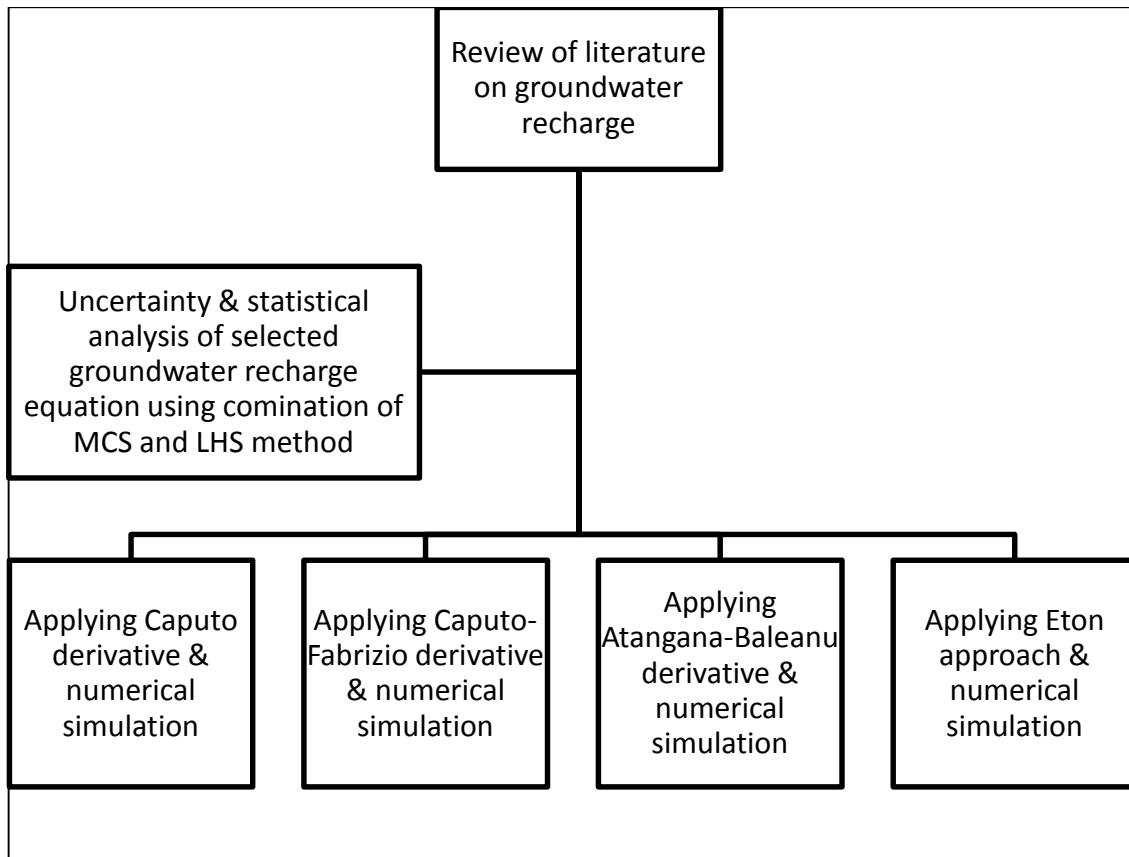 Review of literature
on groundwater
recharge
Uncertainty & statistical
analysis of selected
groundwater recharge
equation using comination of
MCS and LHS method
Applying Caputo
derivative &
numerical
simulation
Applying Caputo-
Fabrizio derivative
& numerical
simulation
Applying
Atangana-Baleanu
derivative &
numerical
simulation
Applying Eton
approach &
numerical
simulation